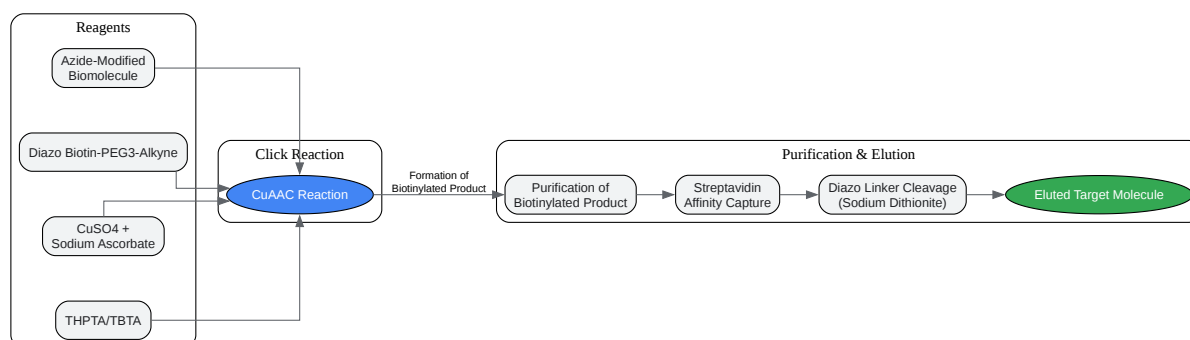 Reagents
Azide-Modified
Biomolecule
Diazo Biotin-PEG3-Alkyne
CuSO4 +
Sodium Ascorbate
THPTA/TBTA
Click Reaction
CuAAC Reaction
Formation of
Biotinylated Product
Purification & Elution
Purification of
Biotinylated Product
Streptavidin
Affinity Capture
Diazo Linker Cleavage
(Sodium Dithionite)
Eluted Target Molecule